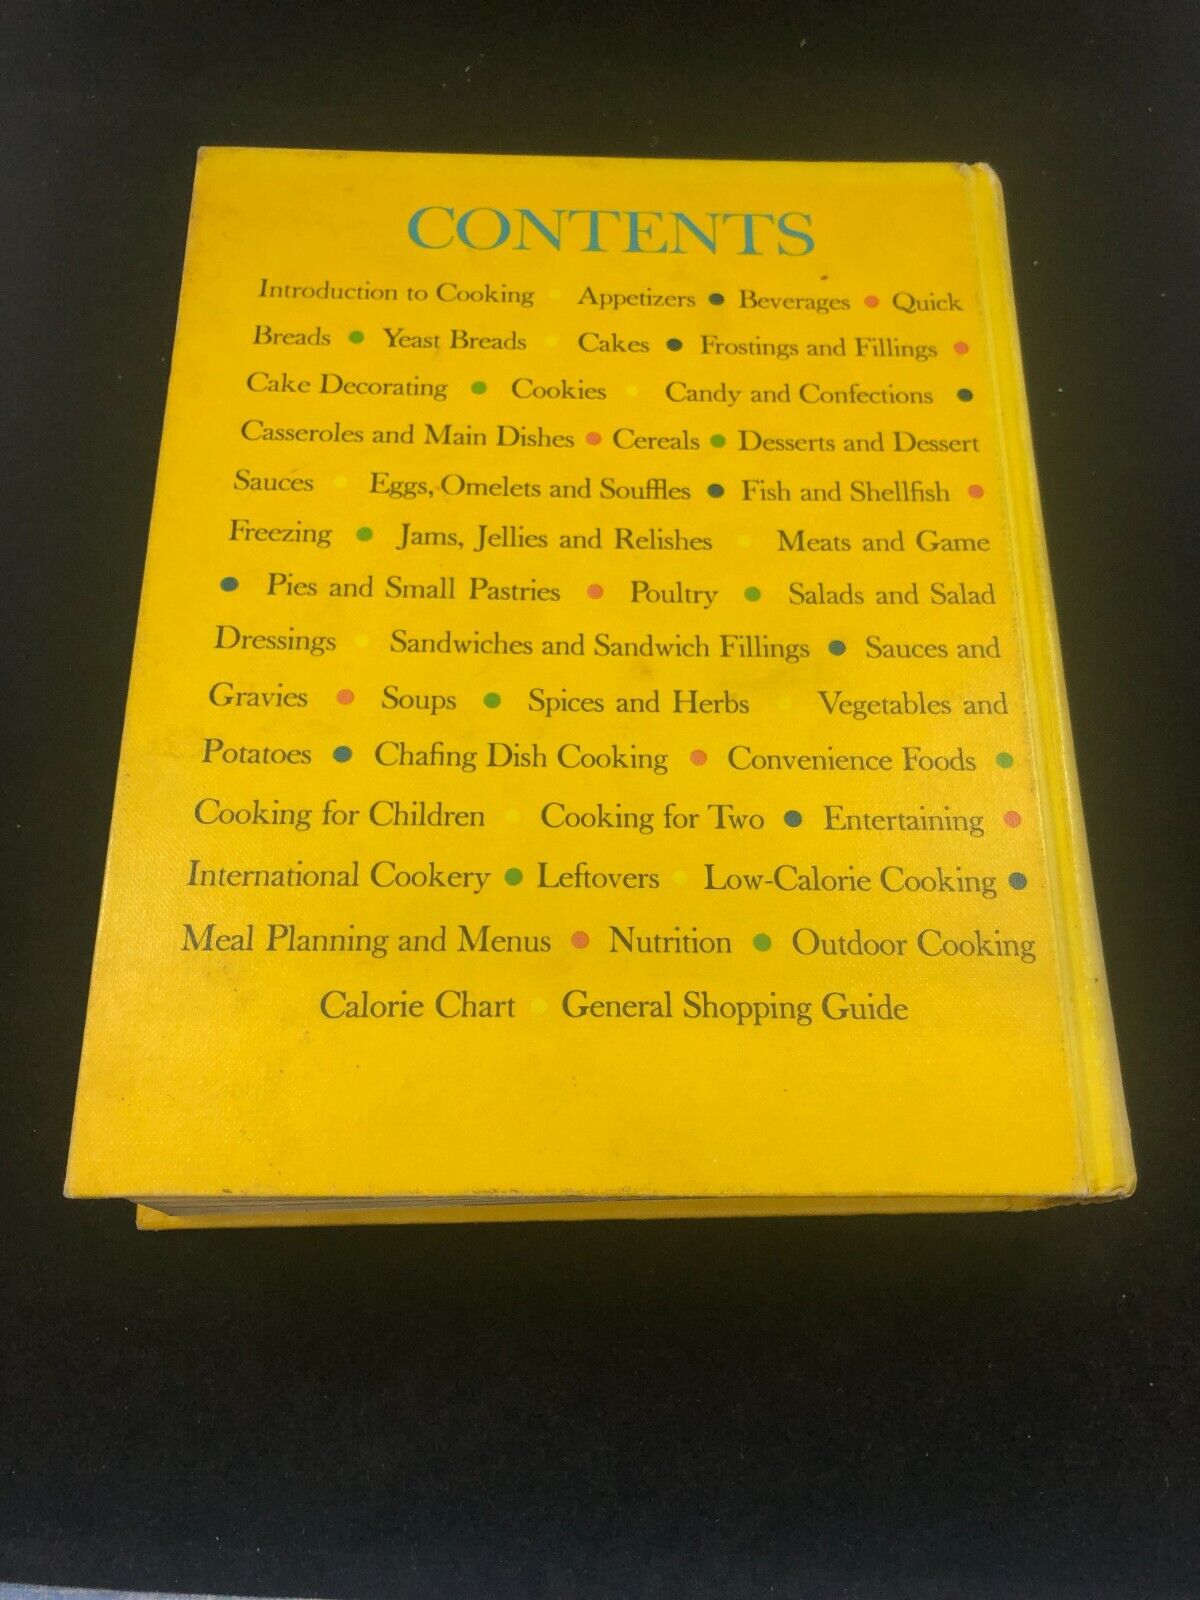 CONTENTS
Introduction to Cooking • Appetizers • Beverages • Quick
Breads • Yeast Breads • Cakes • Frostings and Fillings •
Cake Decorating • Cookies • Candy and Confections •
Casseroles and Main Dishes • Cereals • Desserts and Dessert
Sauces • Eggs, Omelets and Souffles • Fish and Shellfish •
Freezing • Jams, Jellies and Relishes • Meats and Game
• Pies and Small Pastries • Poultry • Salads and Salad
Dressings • Sandwiches and Sandwich Fillings • Sauces and
Gravies • Soups • Spices and Herbs • Vegetables and
Potatoes • Chafing Dish Cooking • Convenience Foods •
Cooking for Children • Cooking for Two • Entertaining •
International Cookery • Leftovers • Low-Calorie Cooking •
Meal Planning and Menus • Nutrition • Outdoor Cooking
Calorie Chart • General Shopping Guide